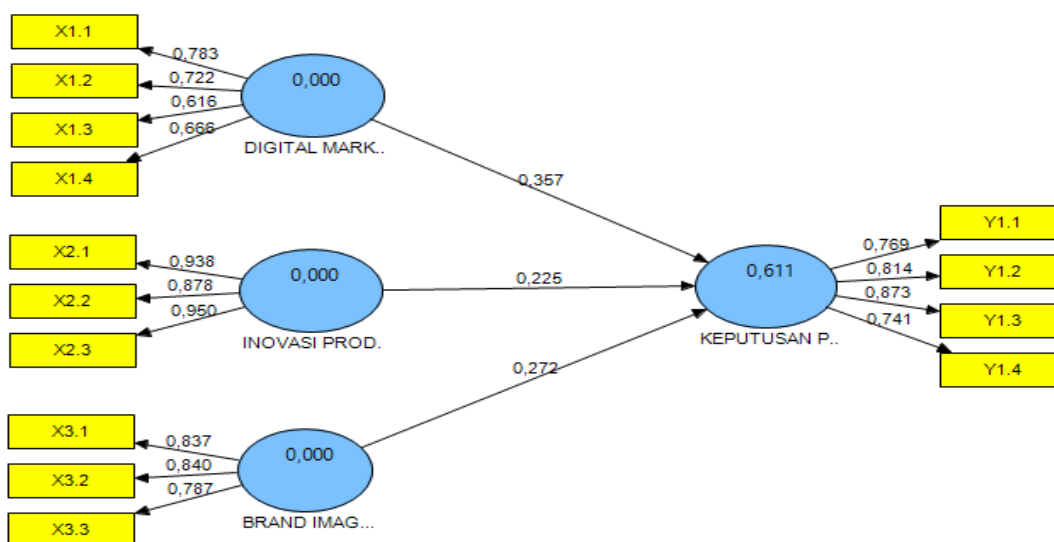 X1.1
0,783
X1.2
0,722
X1.3
0,616
X1.4
0,666
0,000
DIGITAL MARK..
0,357
X2.1
0,938
X2.2
0,878
X2.3
0,950
0,000
INOVASI PROD.
0,225
X3.1
0,837
X3.2
0,840
X3.3
0,787
0,000
BRAND IMAG...
0,272
0,611
KEPUTUSAN P..
Y1.1
0,769
Y1.2
0,814
Y1.3
0,873
Y1.4
0,741